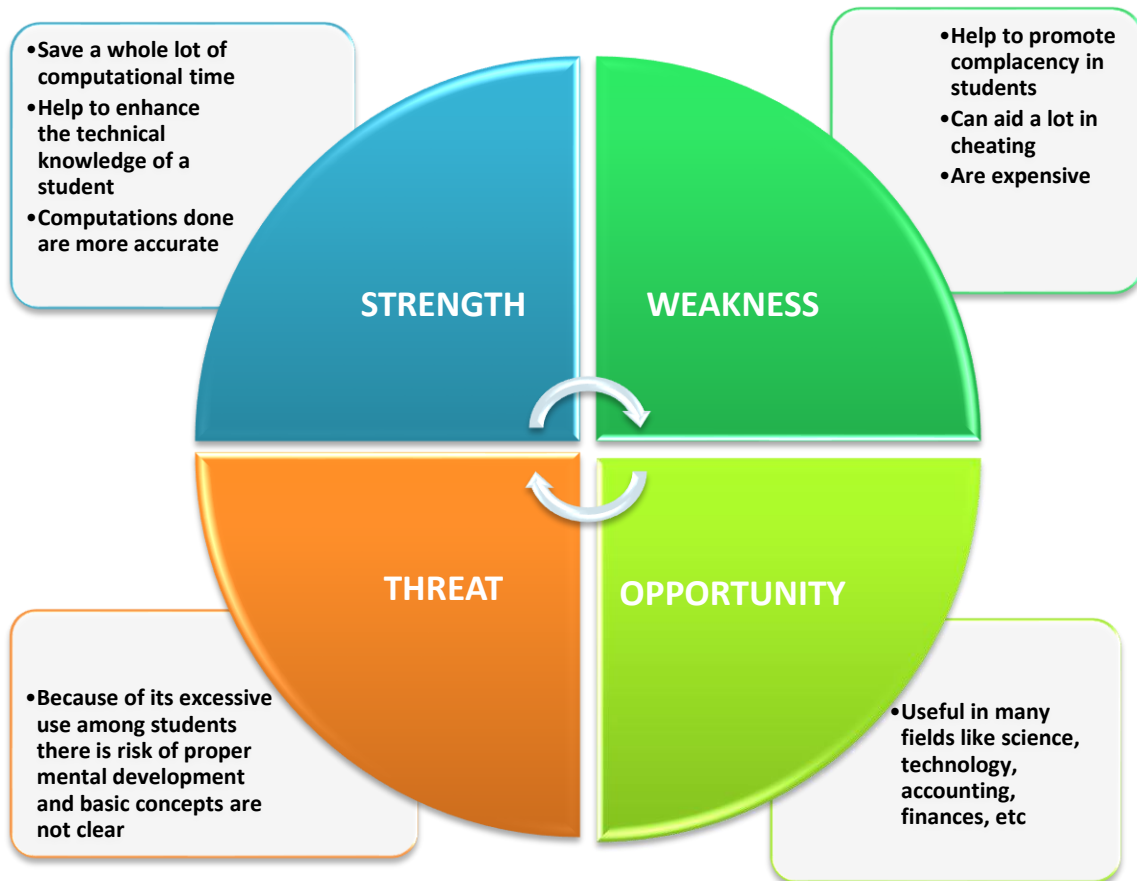 •Save a whole lot of
computational time
•Help to enhance
the technical
knowledge of a
student
•Computations done
are more accurate
•Help to promote
complacency in
students
•Can aid a lot in
cheating
•Are expensive
STRENGTH
WEAKNESS
THREAT
OPPORTUNITY
•Because of its excessive
use among students
there is risk of proper
mental development
and basic concepts are
not clear
•Useful in many
fields like science,
technology,
accounting,
finances, etc